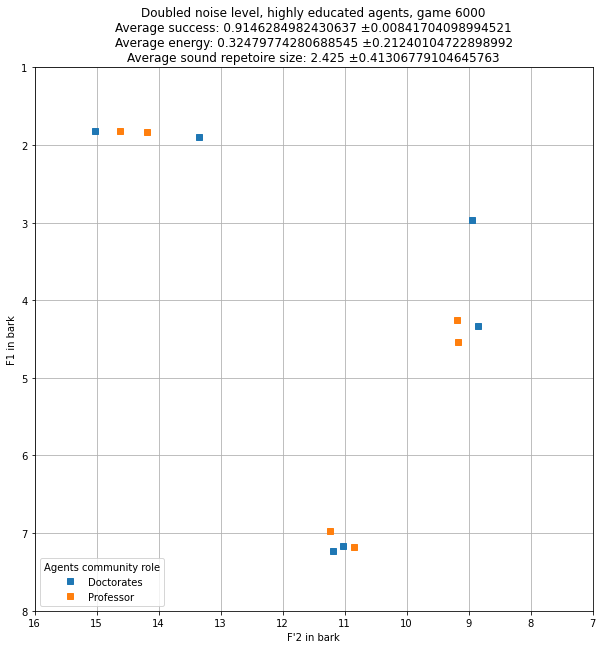 Doubled noise level, highly educated agents, game 6000
Average success: 0.9146284982430637 ±0.00841704098994521
Average energy: 0.32479774280688545 ±0.21240104722898992
Average sound repetoire size: 2.425 ±0.41306779104645763
1
2
3
4
5
6
7
8
F1 in bark
Agents community role
Doctorates
Professor
16 15 14 13 12 11 10 9 8 7
F'2 in bark